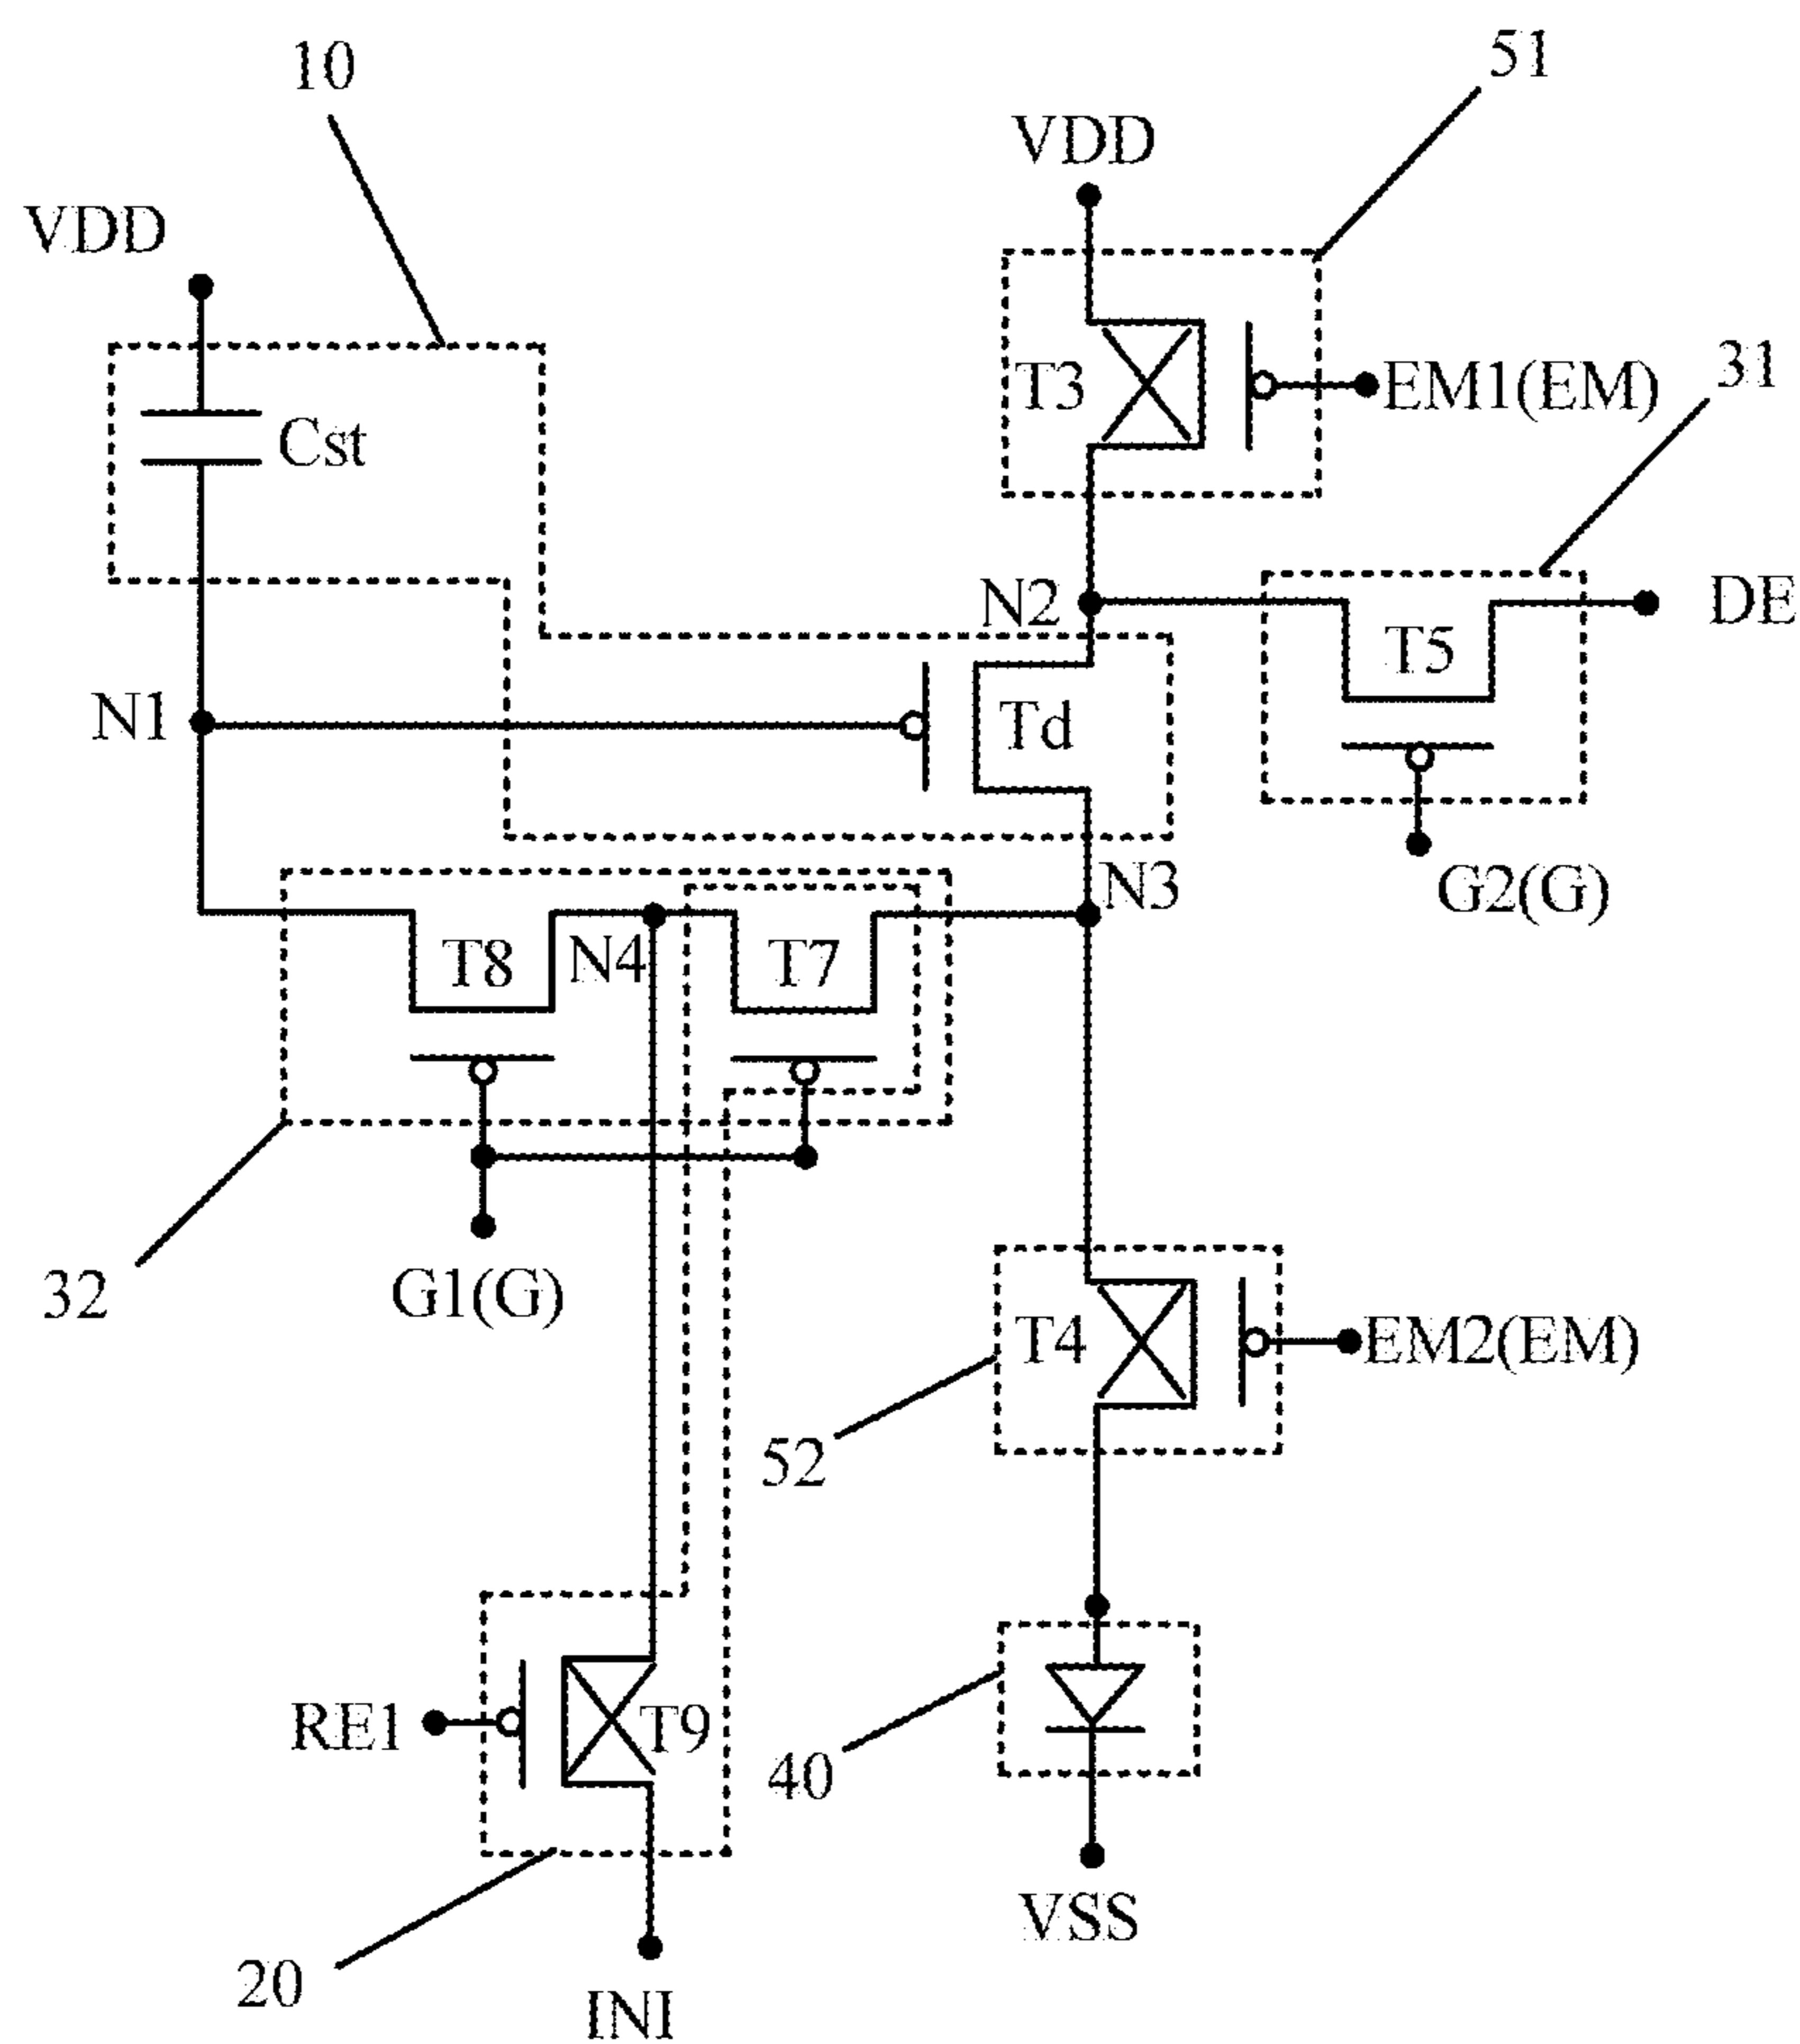 10
51
VDD
VDD
T3
EM1(EM)
31
Cst
N2
DE
T5
N1
Td
G2(G)
N3
T8
N4
T7
32
G1(G)
T4
EM2(EM)
52
RE1
T9
40
VSS
20
INI